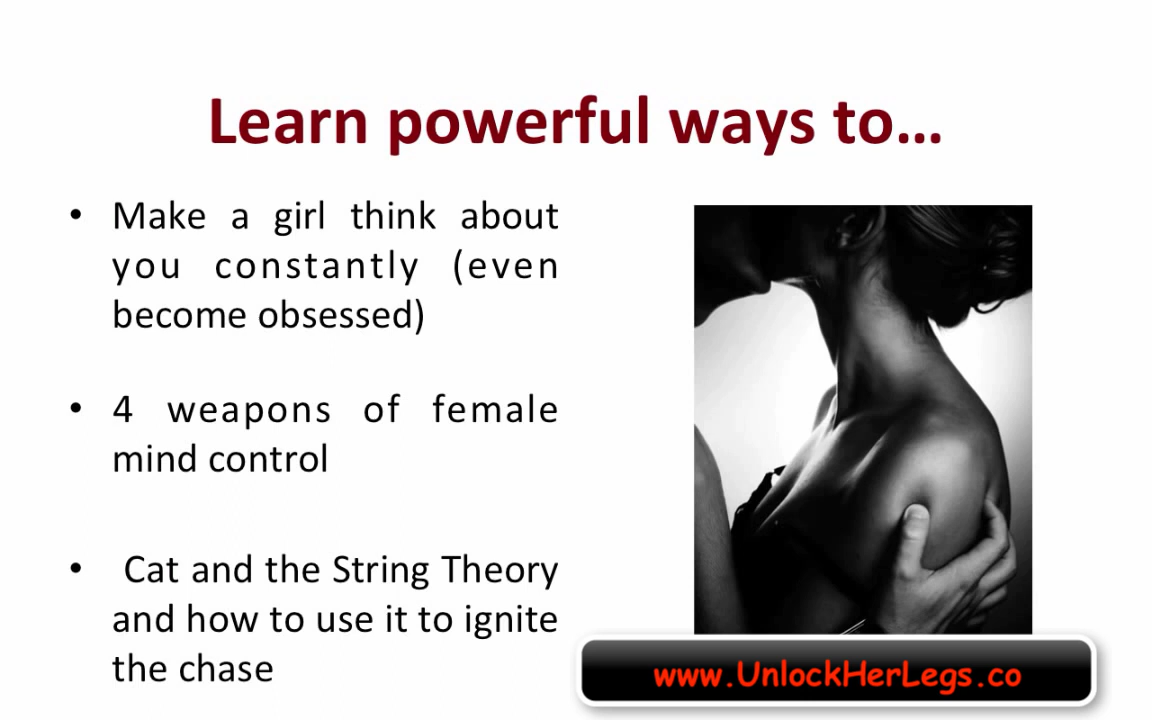 Learn powerful ways to…
• Make a girl think about
you constantly (even
become obsessed)
• 4 weapons of female
mind control
• Cat and the String Theory
and how to use it to ignite
the chase
www.UnlockHerLegs.co